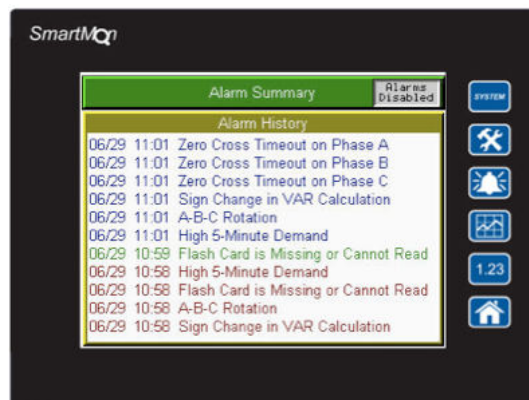 SmartMon
Alarm Summary
Alarms
Disabled
Alarm History
06/29 11:01 Zero Cross Timeout on Phase A
06/29 11:01 Zero Cross Timeout on Phase B
06/29 11:01 Zero Cross Timeout on Phase C
06/29 11:01 Sign Change in VAR Calculation
06/29 11:01 A-B-C Rotation
06/29 11:01 High 5-Minute Demand
06/29 10:59 Flash Card is Missing or Cannot Read
06/29 10:58 High 5-Minute Demand
06/29 10:58 Flash Card is Missing or Cannot Read
06/29 10:58 A-B-C Rotation
06/29 10:58 Sign Change in VAR Calculation
SYSTEM
1.23